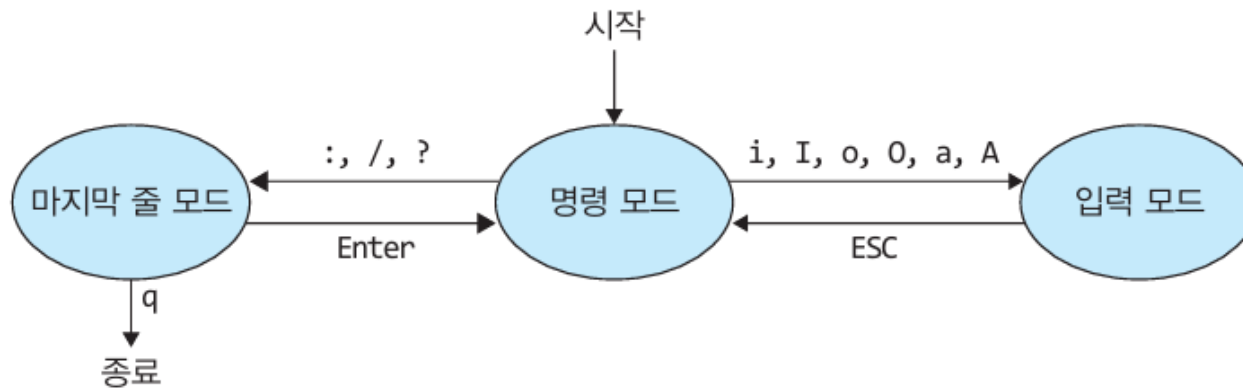 시작
:, /, ?
i, I, o, O, a, A
마지막 줄 모드
명령 모드
입력 모드
Enter
ESC
q
종료